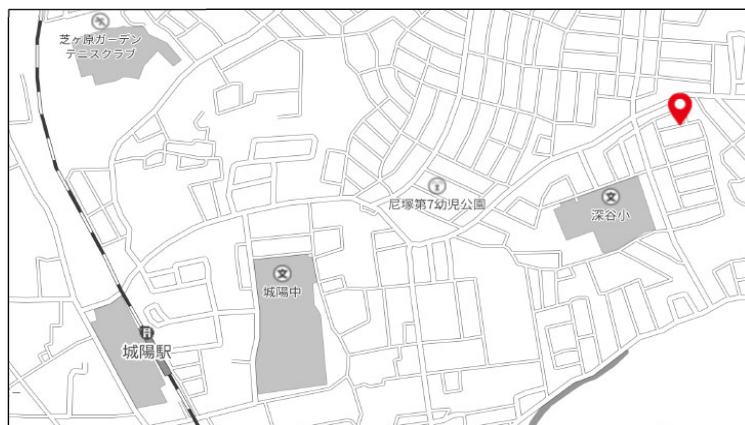 芝ヶ原ガーデン
テニスクラブ
尼塚第7幼児公園
深谷小
城陽中
城陽駅